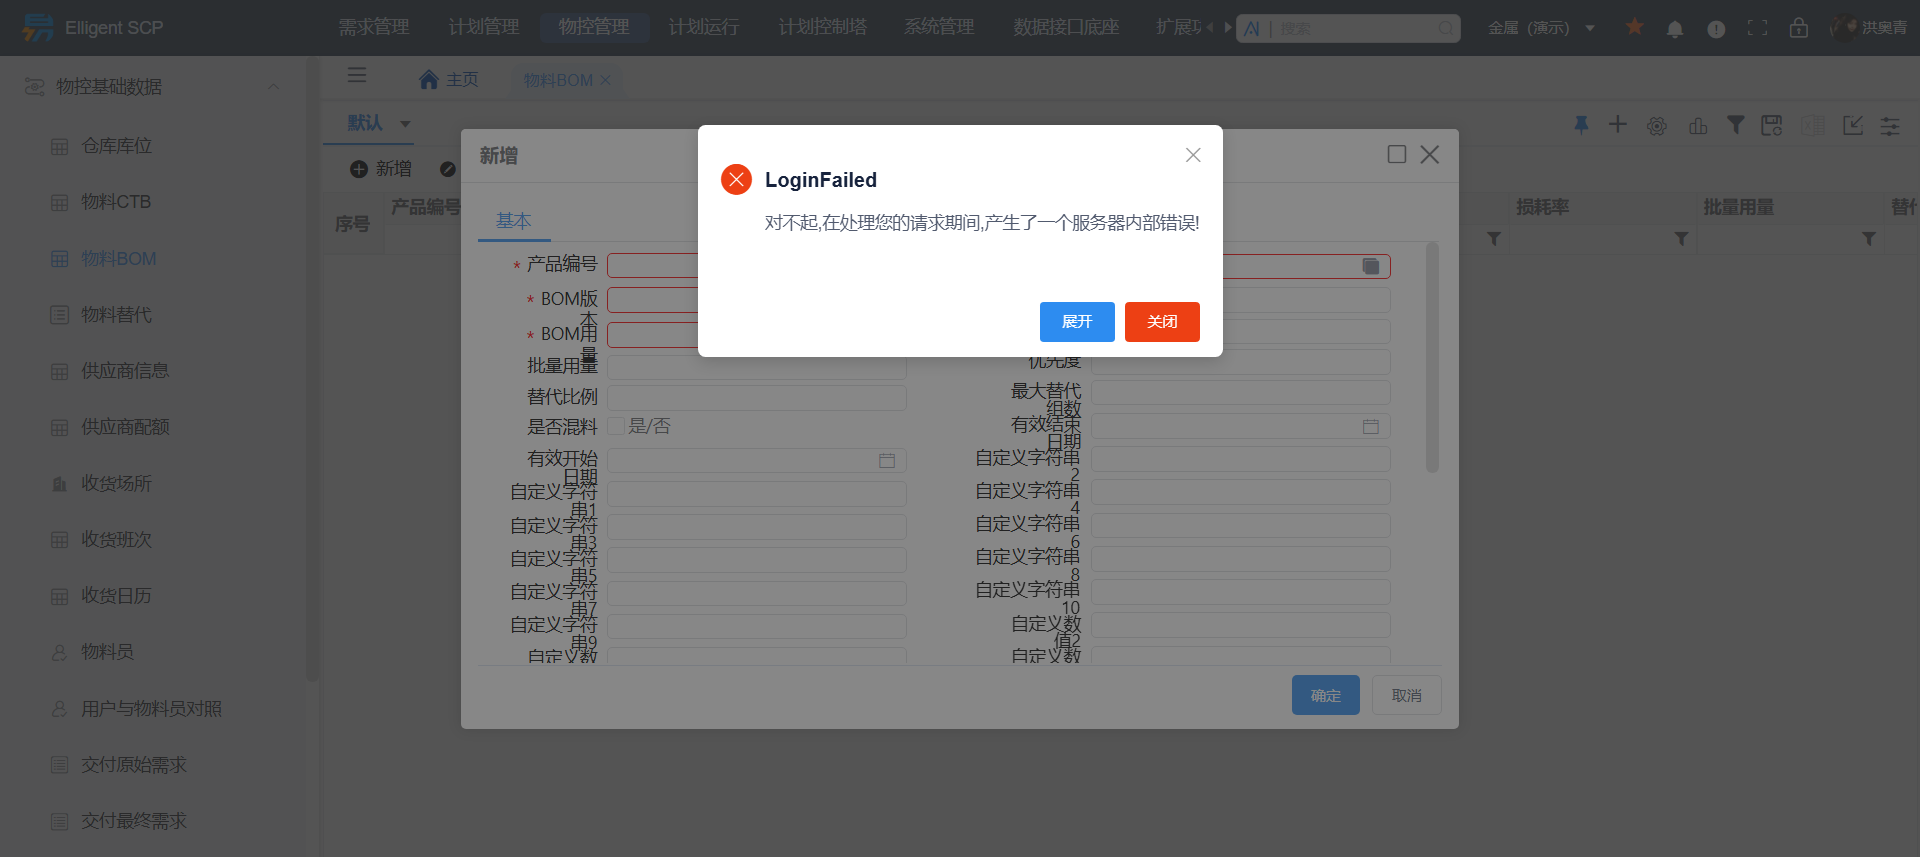 Elligent SCP
需求管理
计划管理
物控管理
计划运行
计划控制塔
系统管理
数据接口底座
扩展
AI | 搜索
金属（演示）
洪奥青
物控基础数据
仓库库位
物料CTB
物料BOM
物料替代
供应商信息
供应商配额
收货场所
收货班次
收货日历
物料员
用户与物料员对照
交付原始需求
交付最终需求
主页
物料BOM
默认
新增
序号
产品编号
损耗率
批量用量
新增
基本
* 产品编号
* BOM版本
* BOM用量
批量用量
替代比例
是否混料
是/否
有效开始日期
自定义字符串1
自定义字符串3
自定义字符串5
自定义字符串7
自定义字符串9
自定义数
优先度
最大替代组数
有效结束日期
自定义字符串2
自定义字符串4
自定义字符串6
自定义字符串8
自定义字符串10
自定义数值2
自定义数
确定
取消
LoginFailed
对不起,在处理您的请求期间,产生了一个服务器内部错误!
展开
关闭